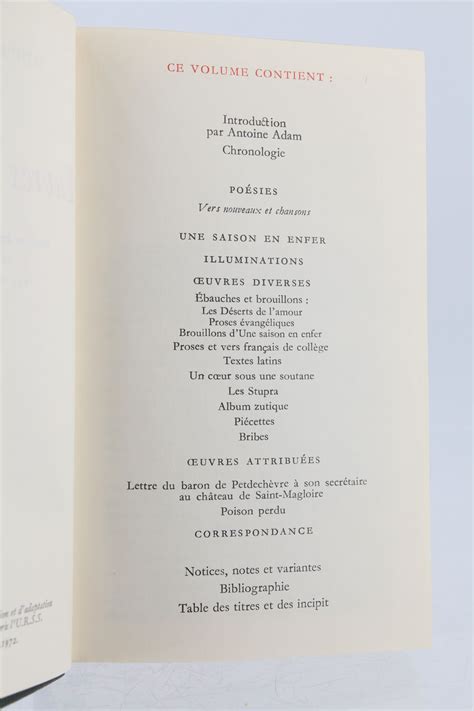 CE VOLUME CONTIENT :
Introduction
par Antoine Adam
Chronologie
POÉSIES
Vers nouveaux et chansons
UNE SAISON EN ENFER
ILLUMINATIONS
ŒUVRES DIVERSES
Ébauches et brouillons :
Les Déserts de l'amour
Proses évangéliques
Brouillons d'Une saison en enfer
Proses et vers français de collège
Textes latins
Un cœur sous une soutane
Les Stupra
Album zutique
Piécettes
Bribes
ŒUVRES ATTRIBUÉES
Lettre du baron de Petdechèvre à son secrétaire
au château de Saint-Magloire
Poison perdu
CORRESPONDANCE
Notices, notes et variantes
Bibliographie
Table des titres et des incipit
et d'adaptation
l'U.R.S.S.
1972.